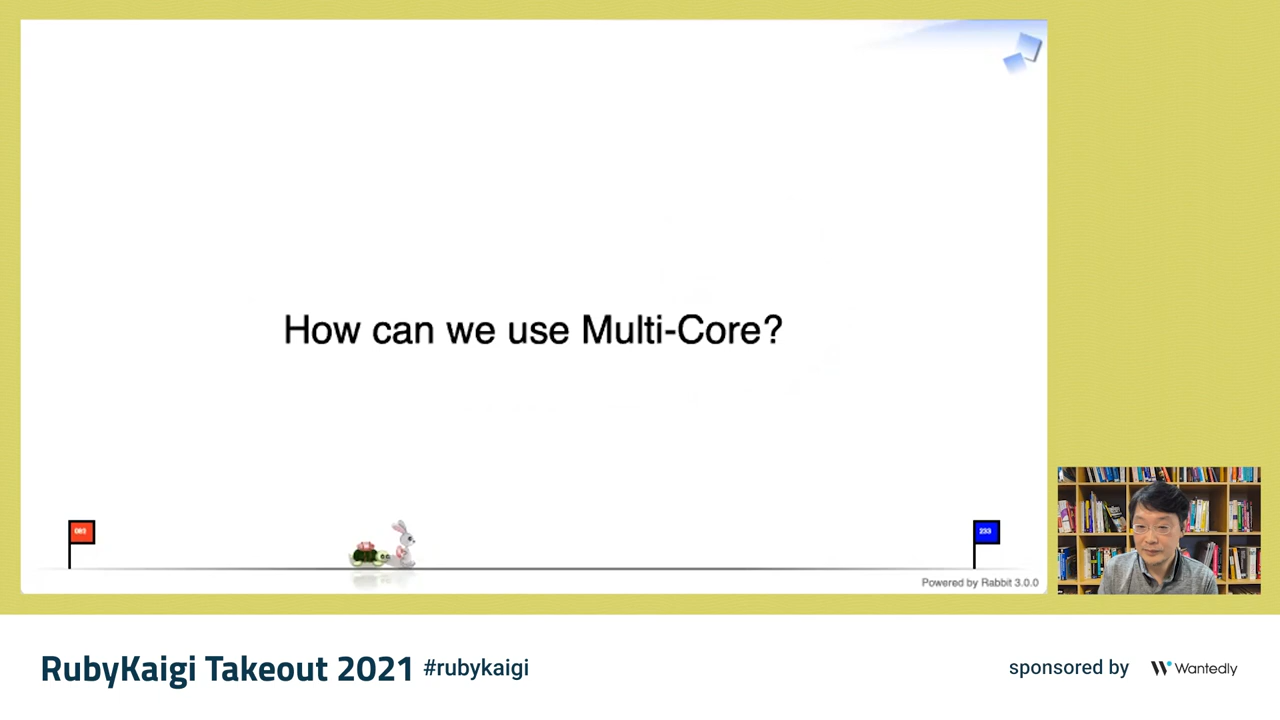 How can we use Multi-Core?
233
Powered by Rabbit 3.0.0
RubyKaigi Takeout 2021 #rubykaigi
sponsored by Wantedly